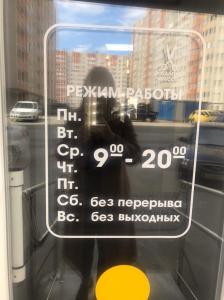 РЕЖИМ РАБОТЫ
Пн.
Вт.
Ср. 9⁰⁰ - 20⁰⁰
Чт.
Пт.
Сб. без перерыва
Вс. без выходных